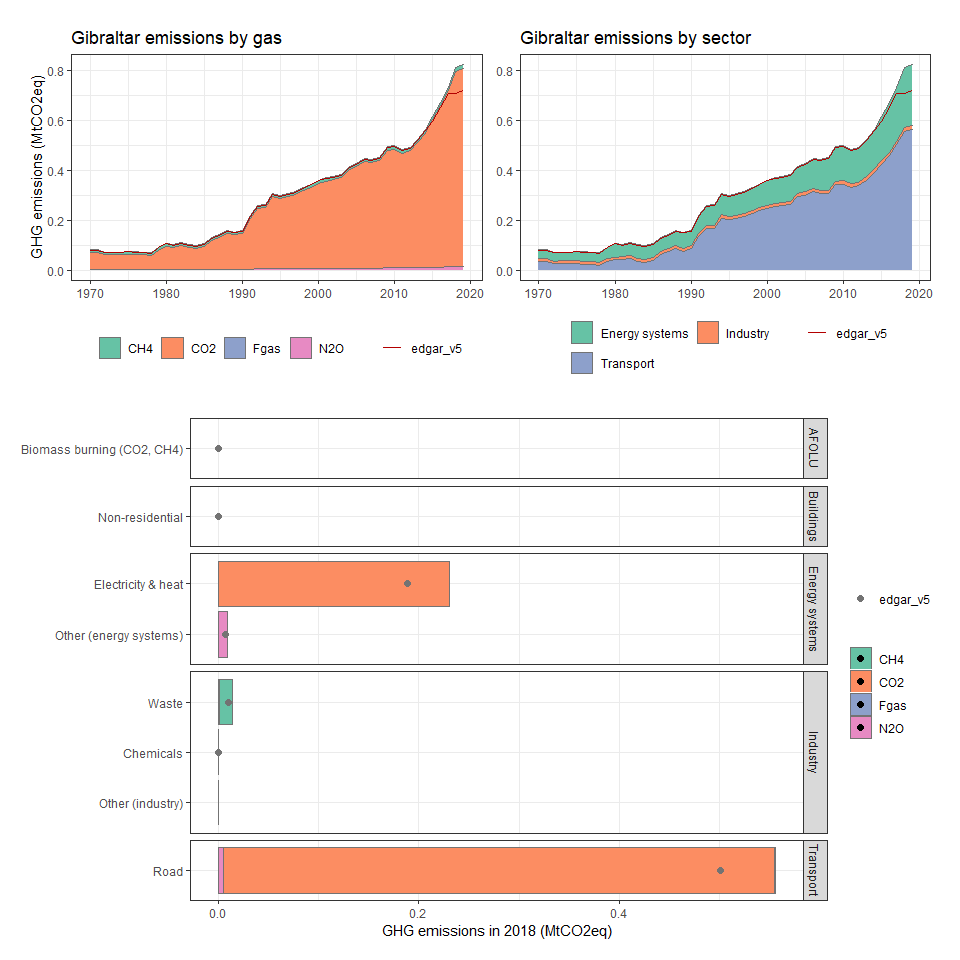 Gibraltar emissions by gas
GHG emissions (MtCO2eq)
0.8
0.6
0.4
0.2
0.0
1970
1980
1990
2000
2010
2020
CH4
CO2
Fgas
N2O
edgar_v5
Gibraltar emissions by sector
0.8
0.6
0.4
0.2
0.0
1970
1980
1990
2000
2010
2020
Energy systems
Industry
edgar_v5
Transport
Biomass burning (CO2, CH4)
AFOLU
Non-residential
Buildings
Electricity & heat
Other (energy systems)
Energy systems
Waste
Chemicals
Other (industry)
Industry
Road
Transport
0.0
0.2
0.4
GHG emissions in 2018 (MtCO2eq)
edgar_v5
CH4
CO2
Fgas
N2O